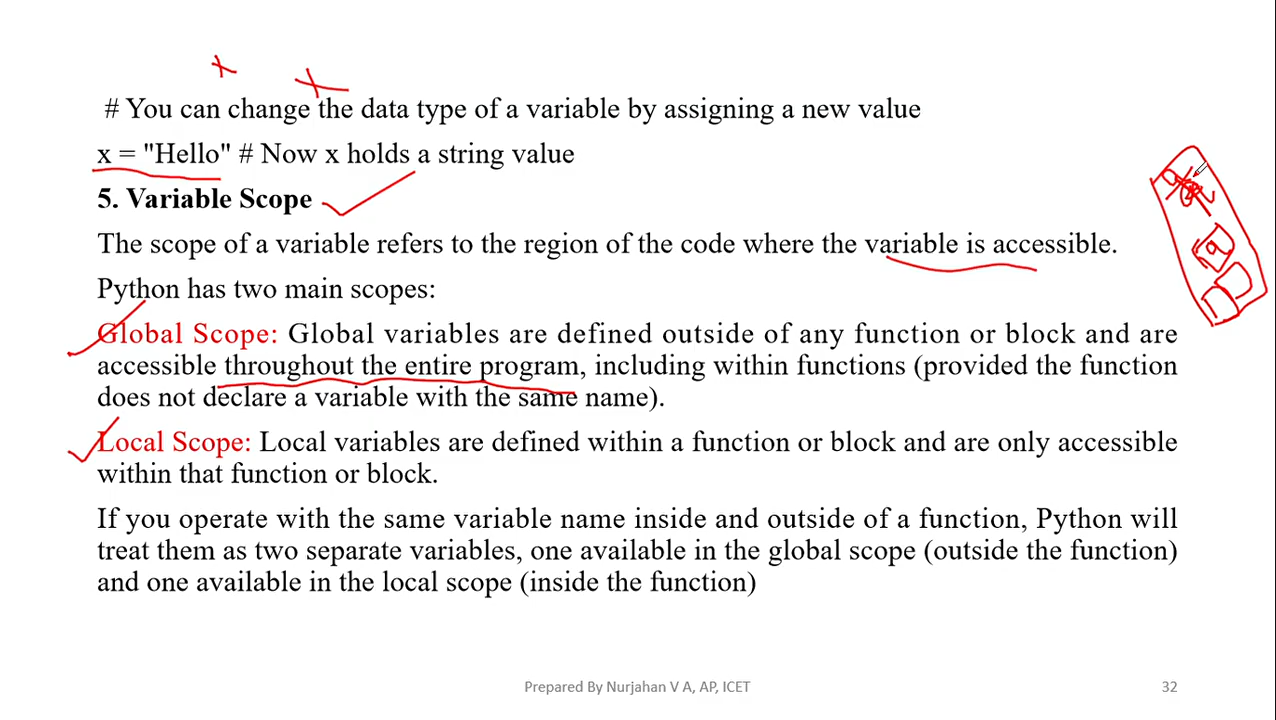 # You can change the data type of a variable by assigning a new value
x = "Hello" # Now x holds a string value
5. Variable Scope
The scope of a variable refers to the region of the code where the variable is accessible.
Python has two main scopes:
Global Scope: Global variables are defined outside of any function or block and are
accessible throughout the entire program, including within functions (provided the function
does not declare a variable with the same name).
Local Scope: Local variables are defined within a function or block and are only accessible
within that function or block.
If you operate with the same variable name inside and outside of a function, Python will
treat them as two separate variables, one available in the global scope (outside the function)
and one available in the local scope (inside the function)
Prepared By Nurjahan V A, AP, ICET
32